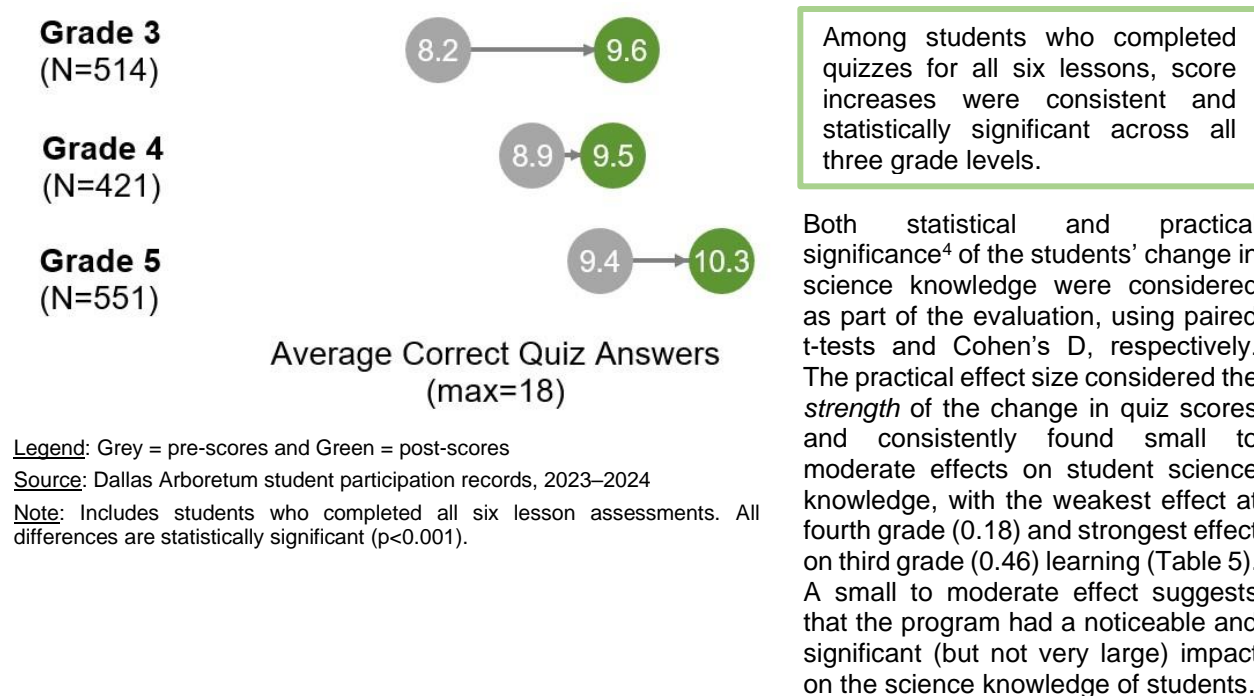 Grade 3
(N=514)
8.2
9.6
Grade 4
(N=421)
8.9
9.5
Grade 5
(N=551)
9.4
10.3
Average Correct Quiz Answers
(max=18)
Legend: Grey = pre-scores and Green = post-scores
Source: Dallas Arboretum student participation records, 2023–2024
Note: Includes students who completed all six lesson assessments. All
differences are statistically significant (p<0.001).
Among students who completed
quizzes for all six lessons, score
increases were consistent and
statistically significant across all
three grade levels.
Both statistical and practical
significance⁴ of the students’ change in
science knowledge were considered
as part of the evaluation, using paired
t-tests and Cohen’s D, respectively.
The practical effect size considered the
strength of the change in quiz scores
and consistently found small to
moderate effects on student science
knowledge, with the weakest effect at
fourth grade (0.18) and strongest effect
on third grade (0.46) learning (Table 5).
A small to moderate effect suggests
that the program had a noticeable and
significant (but not very large) impact
on the science knowledge of students.